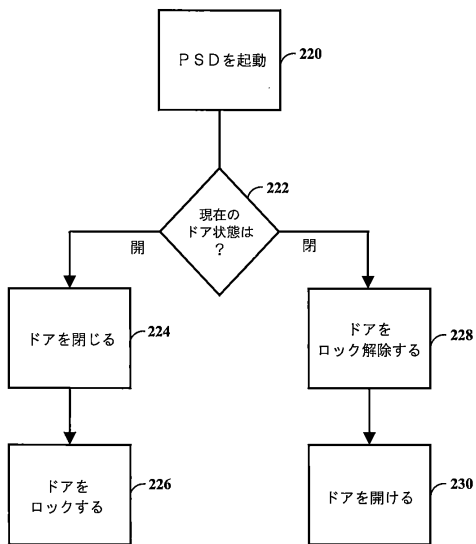 PSDを起動
220
222
現在の
ドア状態は
?
開
閉
ドアを閉じる
224
ドアを
ロック解除する
228
ドアを
ロックする
226
ドアを開ける
230